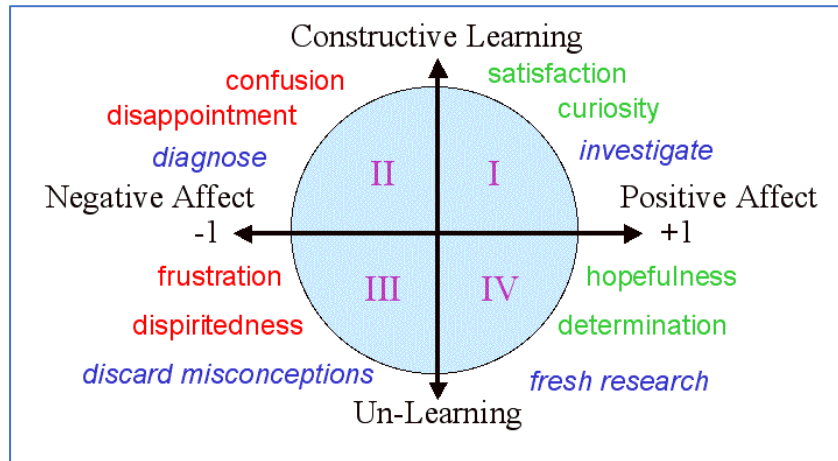 Constructive Learning
confusion
satisfaction
disappointment
curiosity
diagnose
investigate
II
I
Negative Affect
Positive Affect
-1
+1
frustration
hopefulness
III
IV
dispiritedness
determination
discard misconceptions
fresh research
Un-Learning